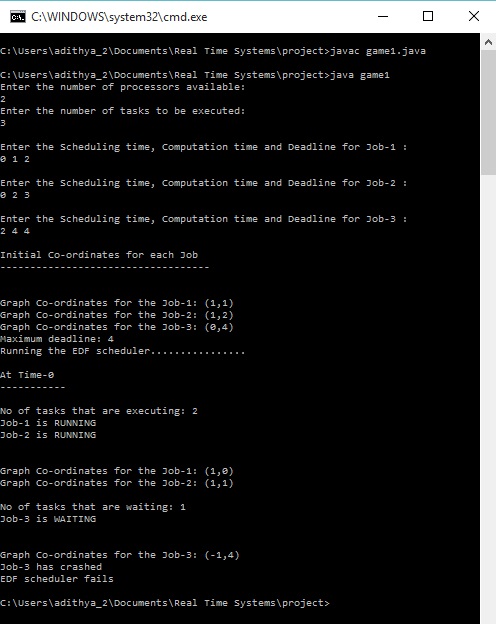 C:\WINDOWS\system32\cmd.exe
C:\Users\adithya_2\Documents\Real Time Systems\project>javac game1.java
C:\Users\adithya_2\Documents\Real Time Systems\project>java game1
Enter the number of processors available:
2
Enter the number of tasks to be executed:
3
Enter the Scheduling time, Computation time and Deadline for Job-1 :
0 1 2
Enter the Scheduling time, Computation time and Deadline for Job-2 :
0 2 3
Enter the Scheduling time, Computation time and Deadline for Job-3 :
2 4 4
Initial Co-ordinates for each Job
-----------------------------------
Graph Co-ordinates for the Job-1: (1,1)
Graph Co-ordinates for the Job-2: (1,2)
Graph Co-ordinates for the Job-3: (0,4)
Maximum deadline: 4
Running the EDF scheduler................
At Time-0
-----------
No of tasks that are executing: 2
Job-1 is RUNNING
Job-2 is RUNNING
Graph Co-ordinates for the Job-1: (1,0)
Graph Co-ordinates for the Job-2: (1,1)
No of tasks that are waiting: 1
Job-3 is WAITING
Graph Co-ordinates for the Job-3: (-1,4)
Job-3 has crashed
EDF scheduler fails
C:\Users\adithya_2\Documents\Real Time Systems\project>